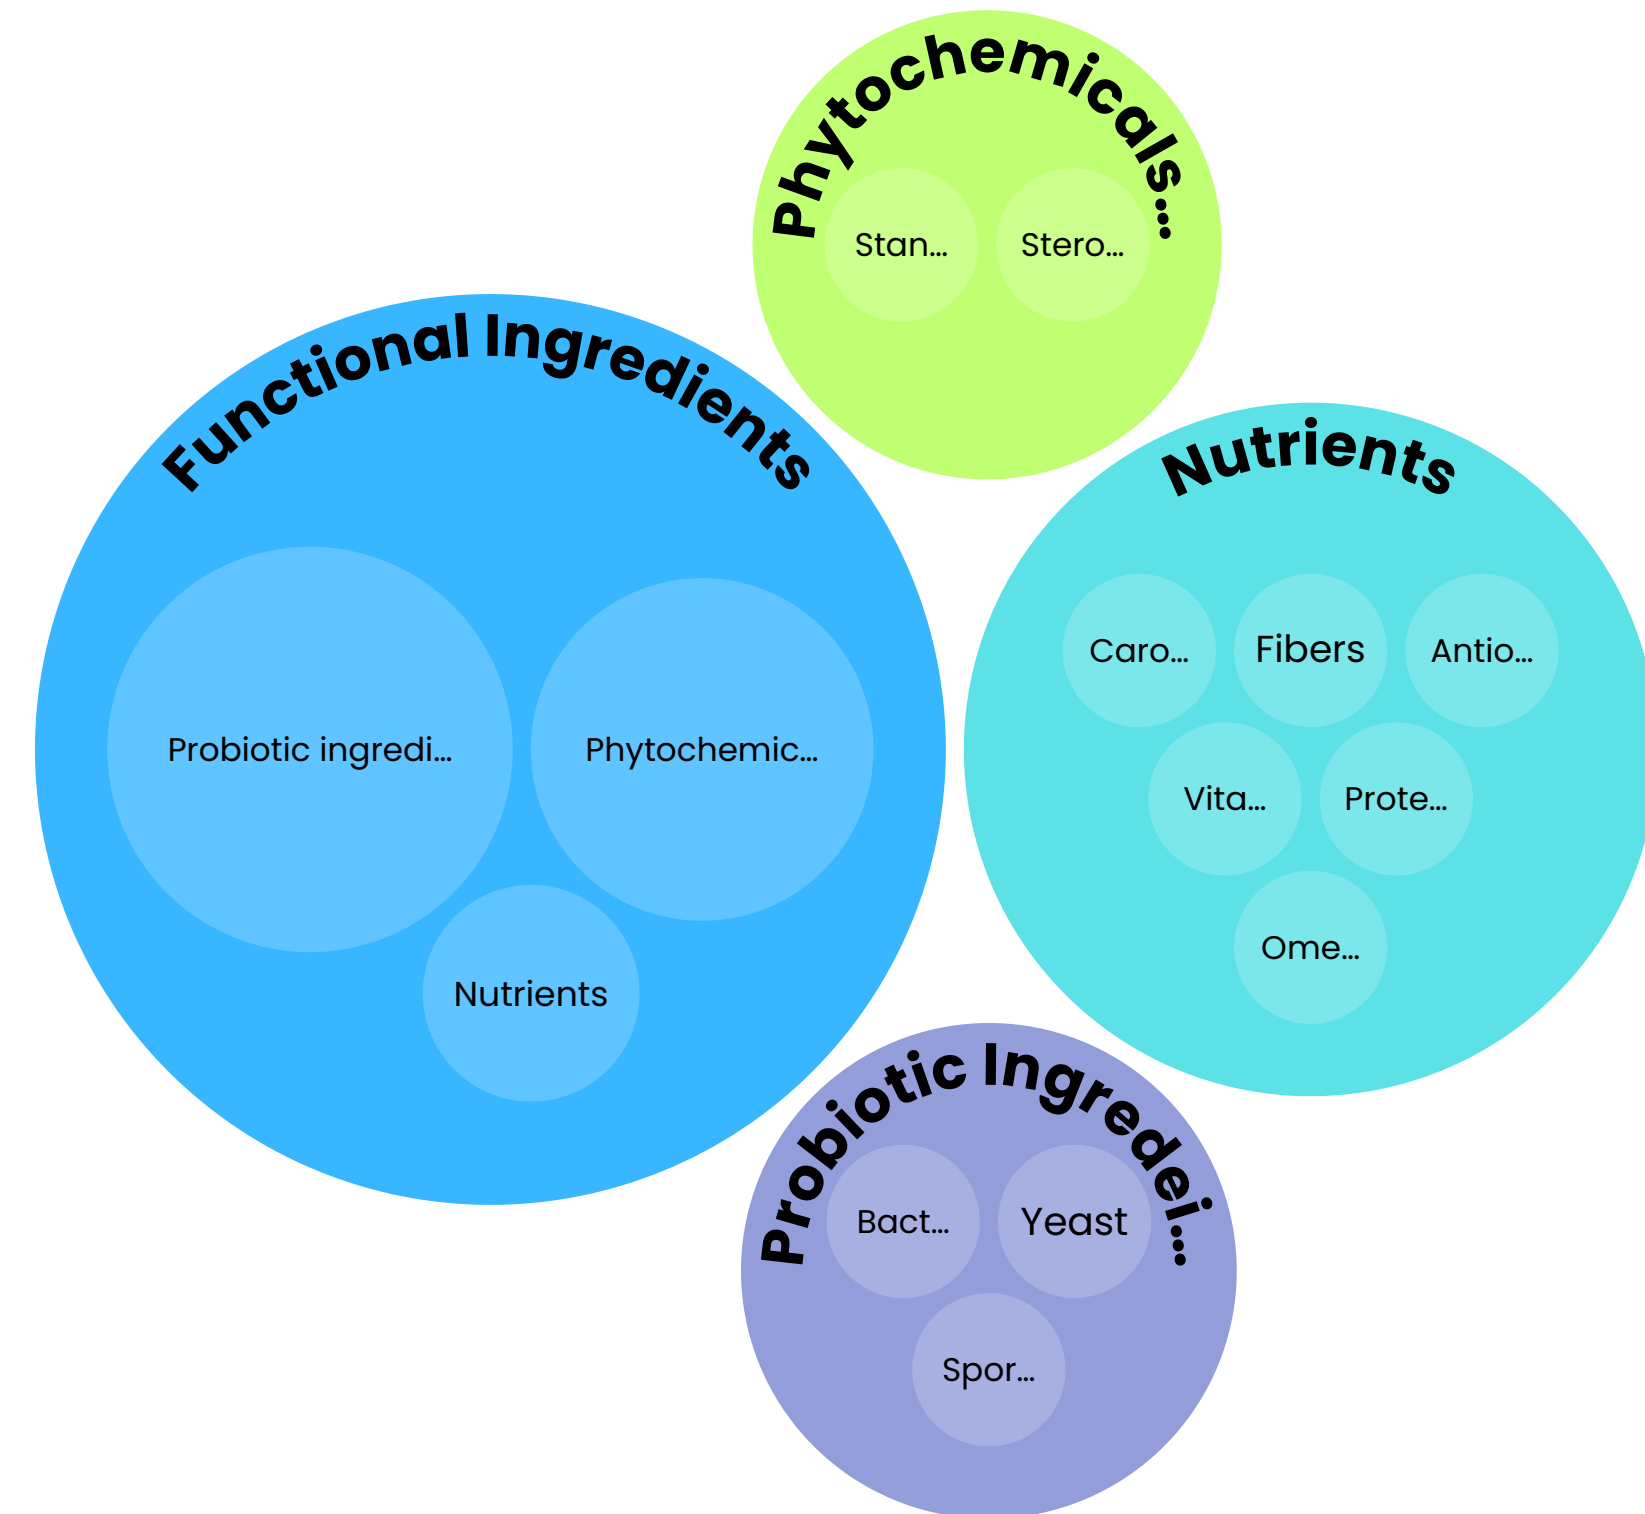 Phytochemicals...
Stan...
Stero...
Functional Ingredients
Probiotic ingredi...
Phytochemic...
Nutrients
Nutrients
Caro...
Fibers
Antio...
Vita...
Prote...
Ome...
Probiotic Ingredei...
Bact...
Yeast
Spor...